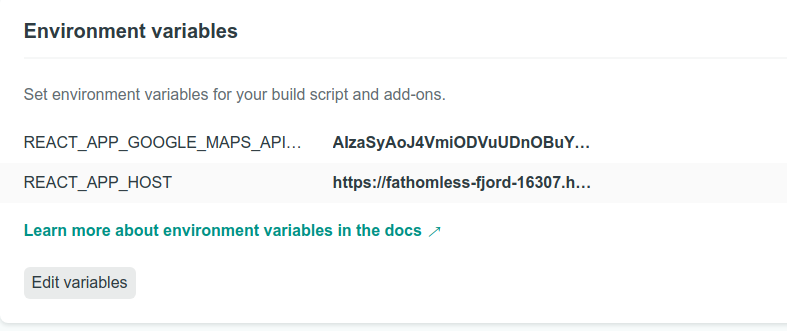 Environment variables
Set environment variables for your build script and add-ons.
REACT_APP_GOOGLE_MAPS_API… AIzaSyAoJ4VmiODVuUDnOBuY…
REACT_APP_HOST https://fathomless-fjord-16307.h…
Learn more about environment variables in the docs ↗
Edit variables